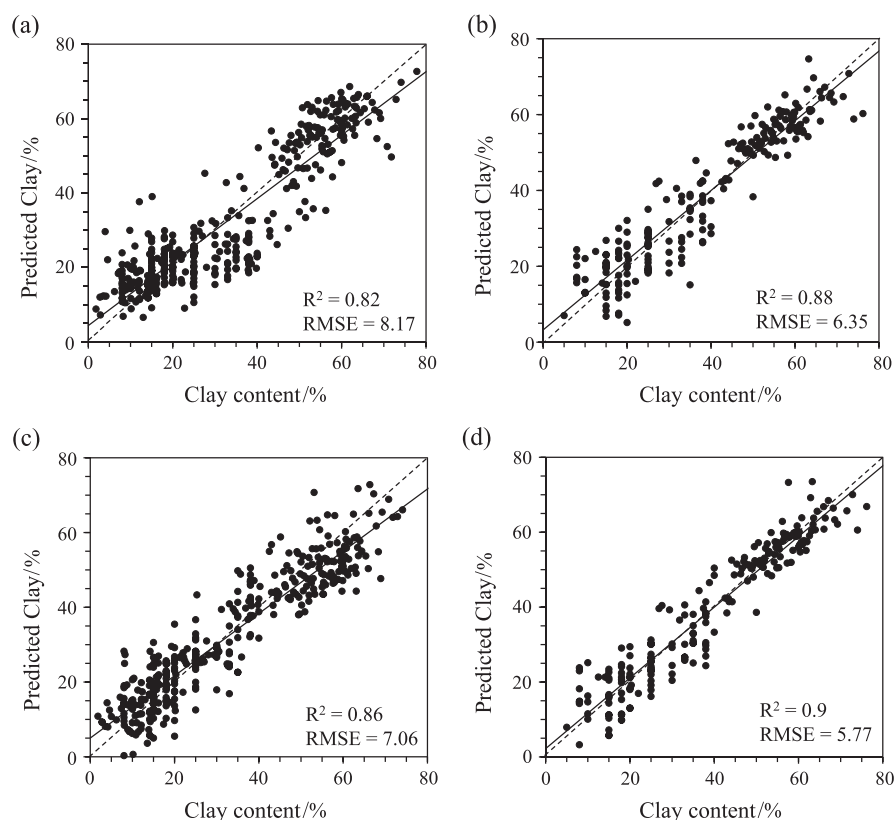 (a)
80
60
40
20
0
0 20 40 60 80
Predicted Clay/%
Clay content/%
R² = 0.82
RMSE = 8.17
(b)
80
60
40
20
0
0 20 40 60 80
Predicted Clay/%
Clay content/%
R² = 0.88
RMSE = 6.35
(c)
80
60
40
20
0
0 20 40 60 80
Predicted Clay/%
Clay content/%
R² = 0.86
RMSE = 7.06
(d)
80
60
40
20
0
0 20 40 60 80
Predicted Clay/%
Clay content/%
R² = 0.9
RMSE = 5.77